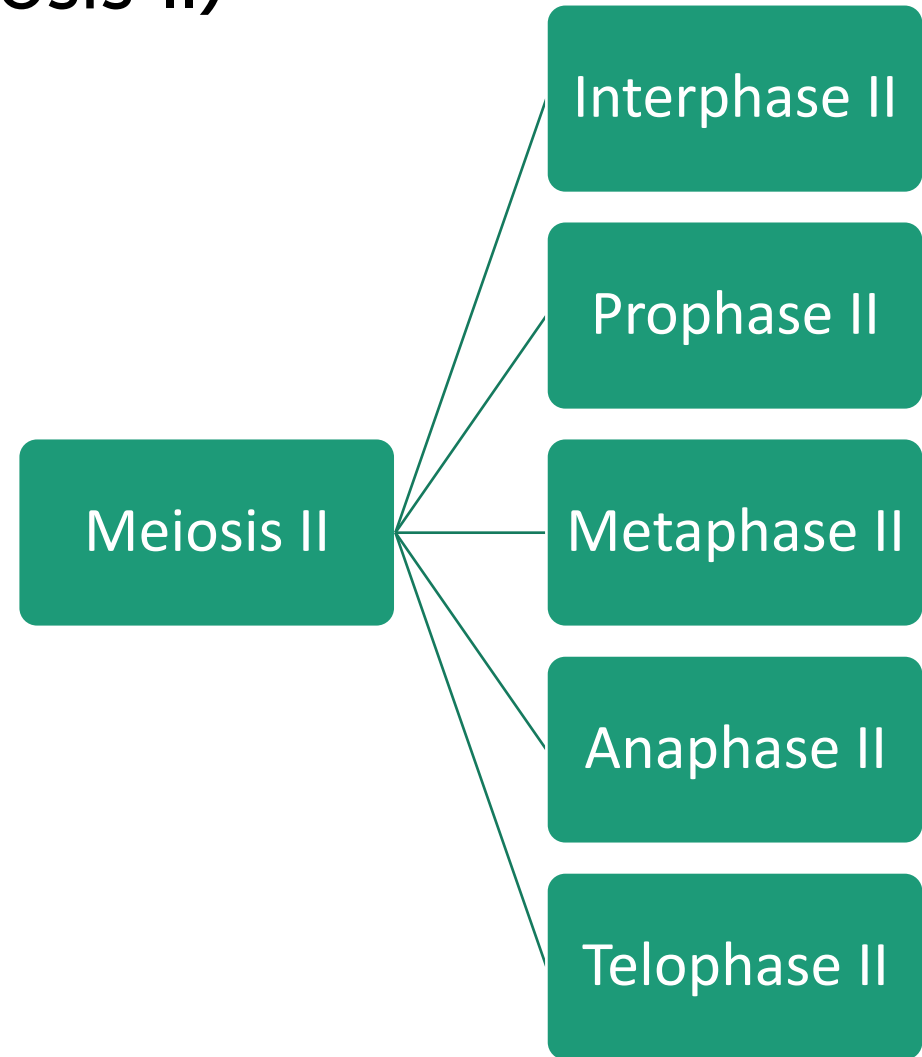 Interphase II
Prophase II
Meiosis II
Metaphase II
Anaphase II
Telophase II